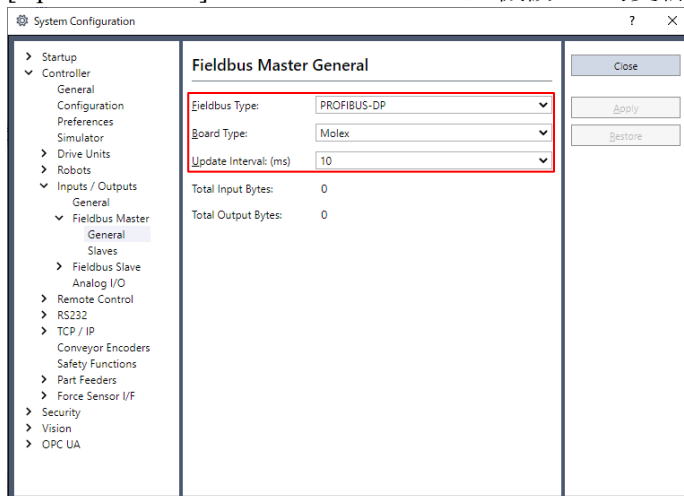 System Configuration
?
Startup
Controller
General
Configuration
Preferences
Simulator
Drive Units
Robots
Inputs / Outputs
General
Fieldbus Master
General
Slaves
Fieldbus Slave
Analog I/O
Remote Control
RS232
TCP / IP
Conveyor Encoders
Safety Functions
Part Feeders
Force Sensor I/F
Security
Vision
OPC UA
Fieldbus Master General
Fieldbus Type: PROFIBUS-DP
Board Type: Molex
Update Interval: (ms) 10
Total Input Bytes: 0
Total Output Bytes: 0
Close
Apply
Restore